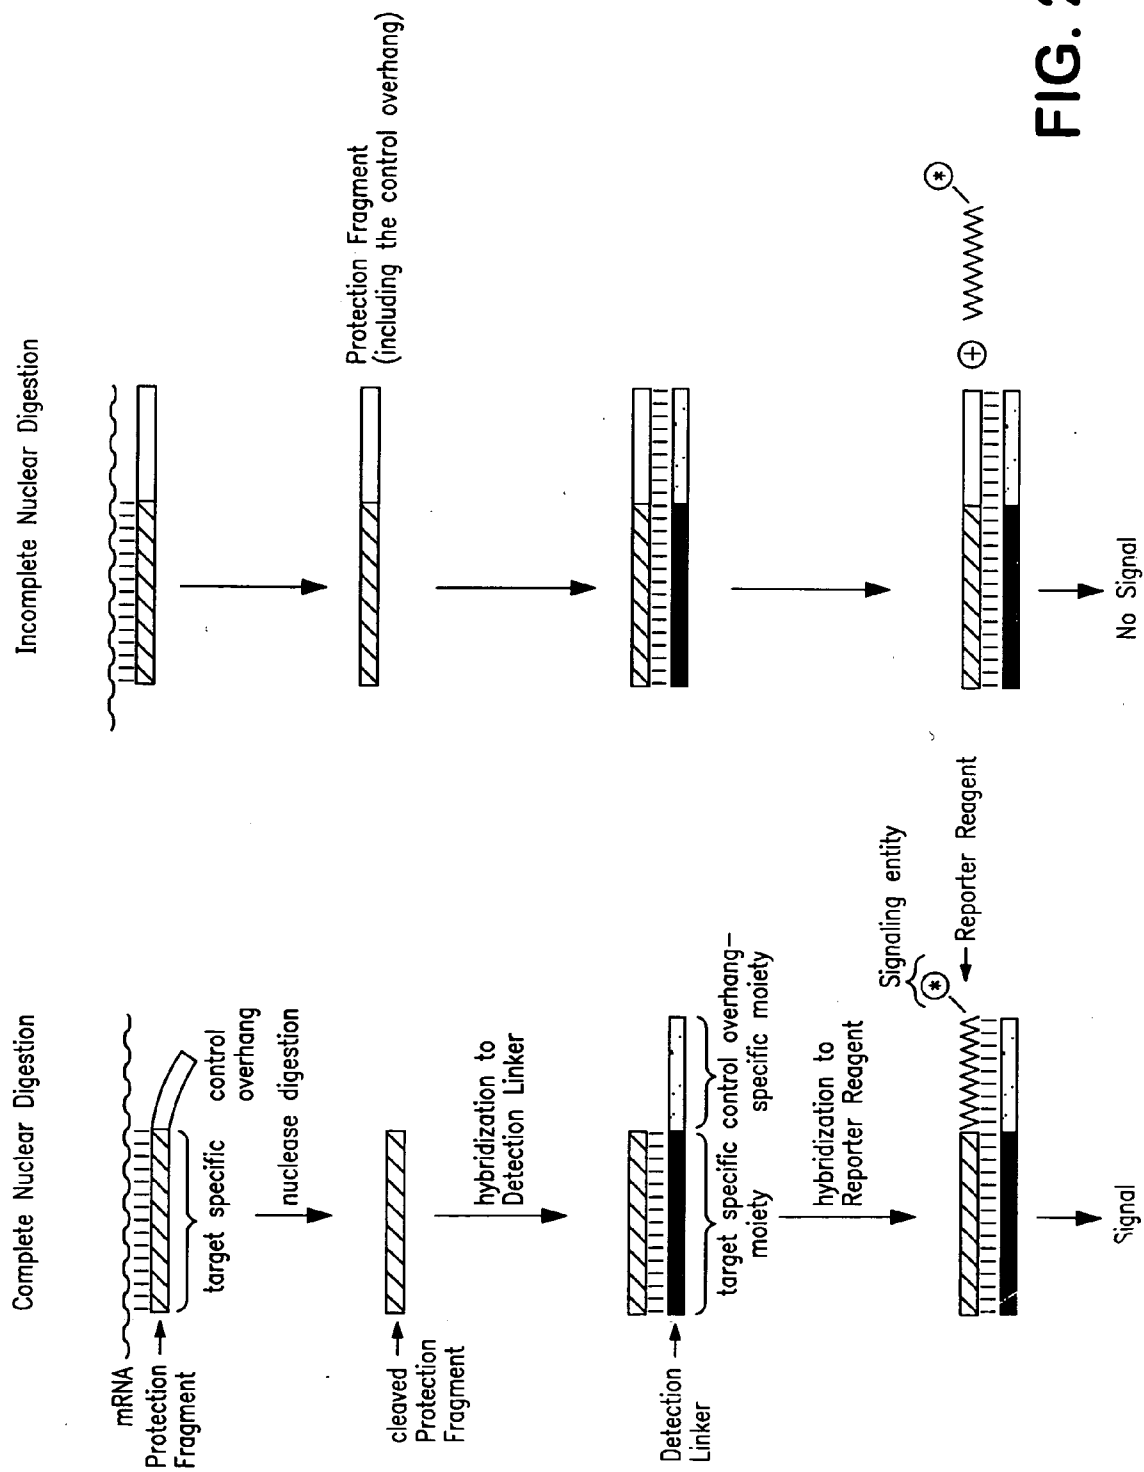 Complete Nuclear Digestion
Incomplete Nuclear Digestion
mRNA
Protection
Fragment
target specific
control
overhang
nuclease digestion
cleaved
Protection
Fragment
Protection Fragment
(including the control overhang)
hybridization to
Detection Linker
Detection
Linker
target specific
moiety
control overhang-
specific moiety
hybridization to
Reporter Reagent
Signaling entity
*
Reporter Reagent
+
*
Signal
No Signal
FIG. 2